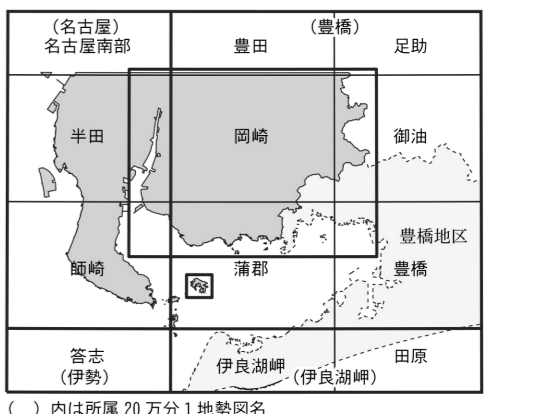 (名古屋)
名古屋南部
豊田
(豊橋)
足助
半田
岡崎
御油
豊橋地区
師崎
蒲郡
豊橋
答志
(伊勢)
伊良湖岬
(伊良湖岬)
田原
( )内は所属20万分1地勢図名